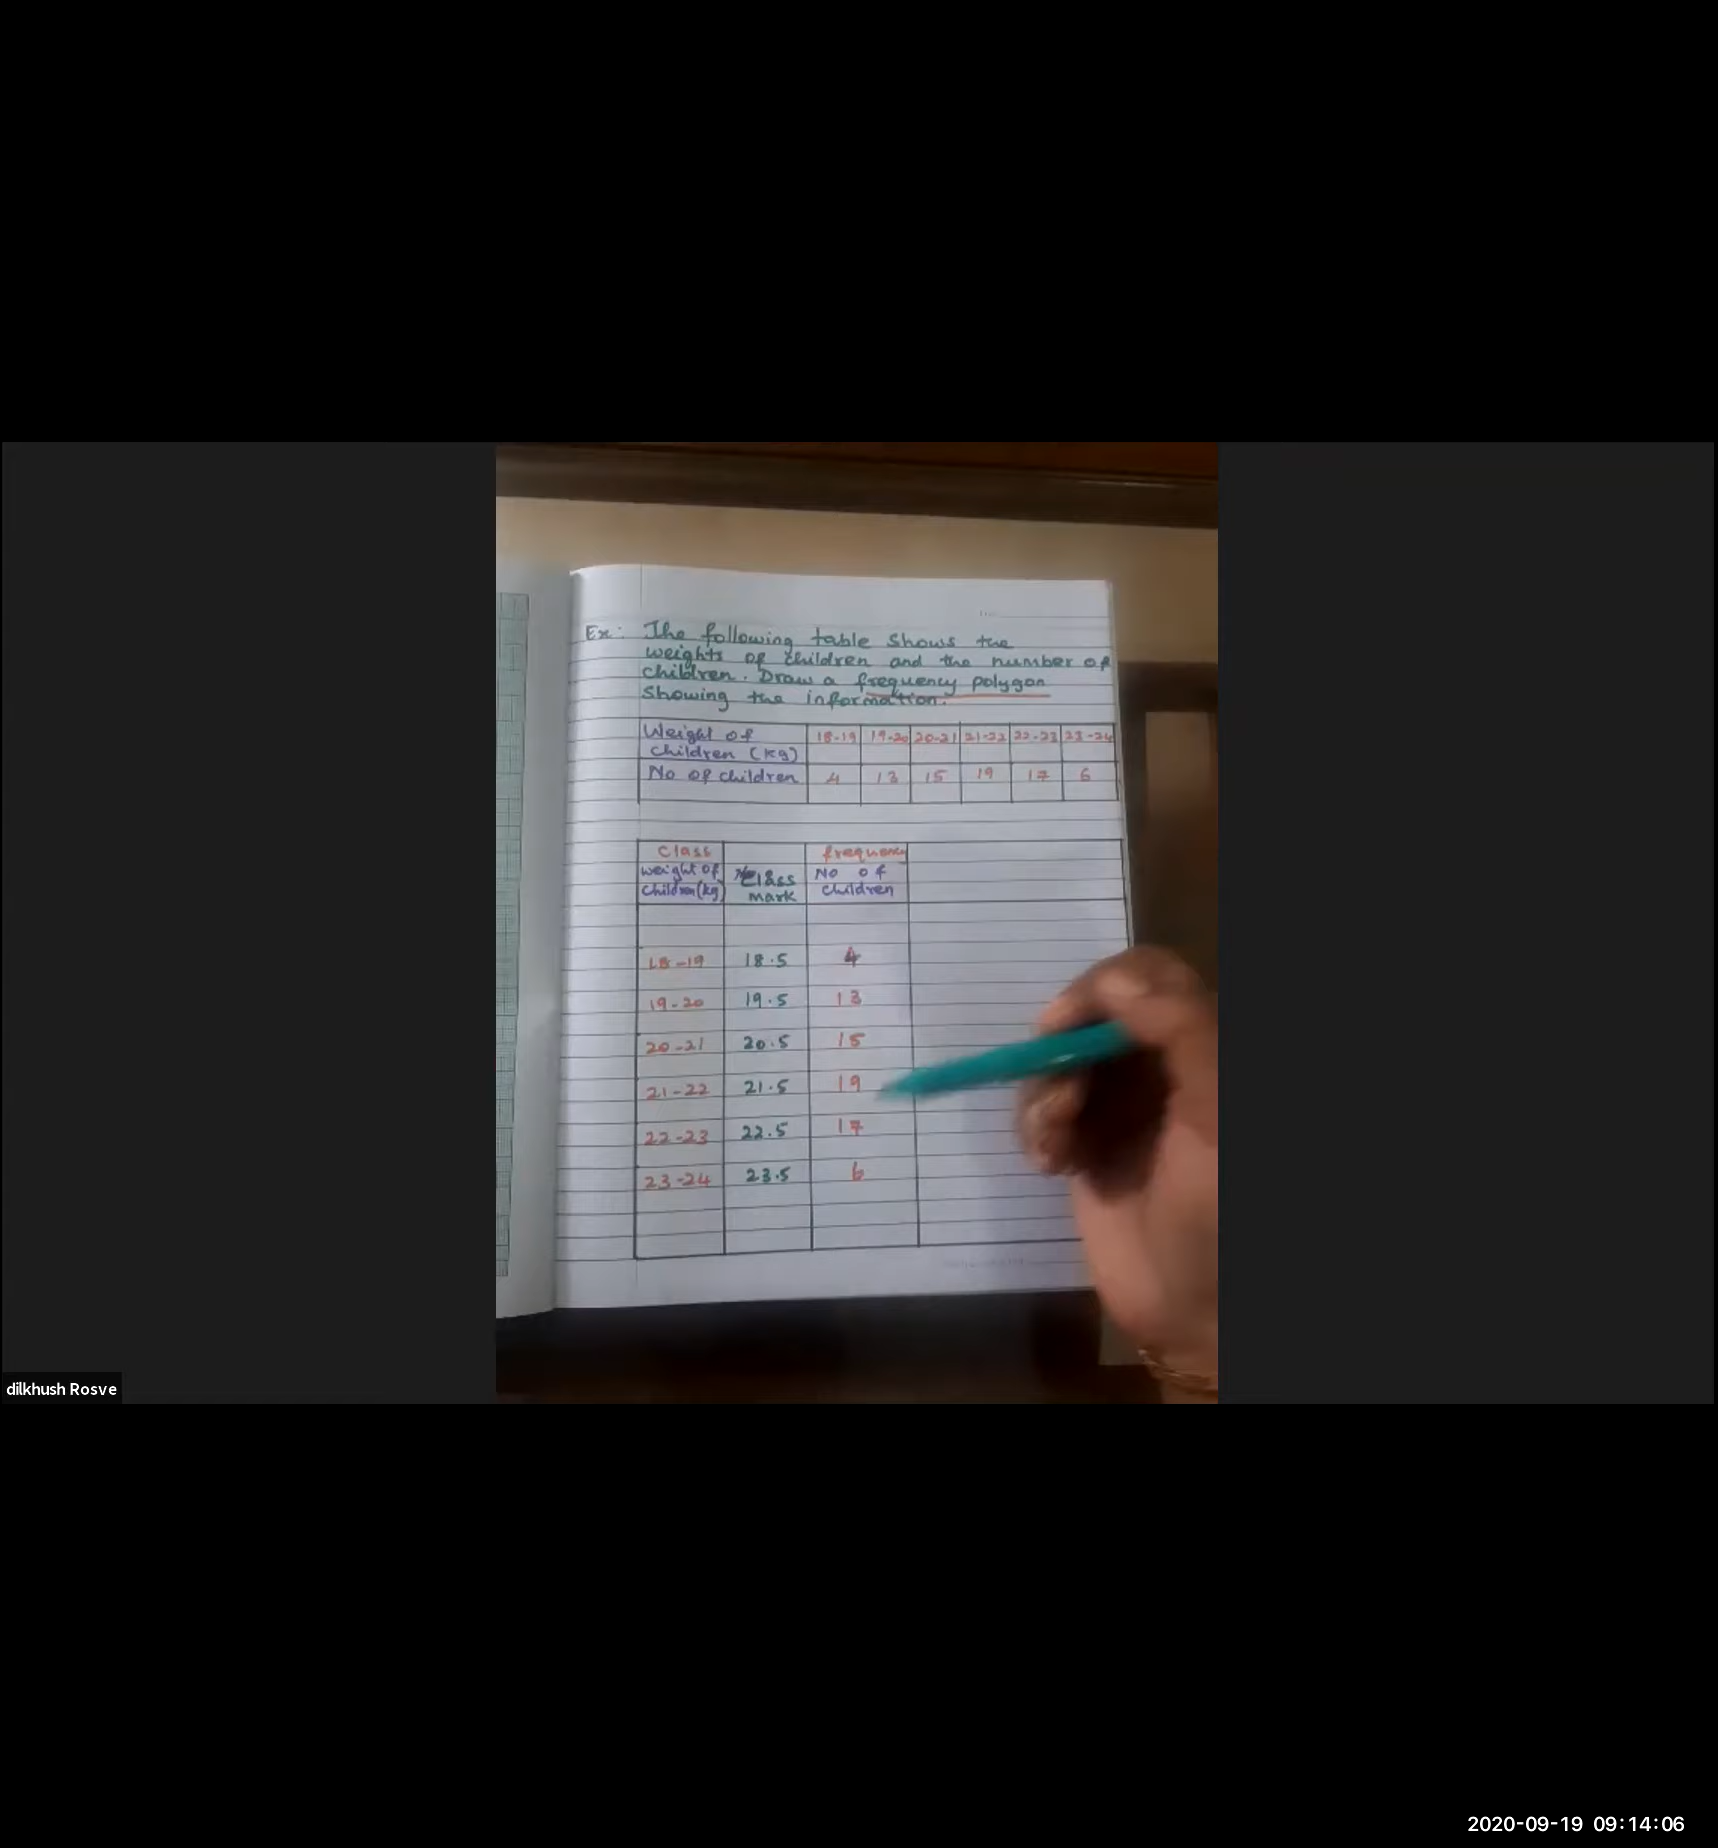 Ex: The following table shows the
weights of children and the number of
children. Draw a frequency polygon
showing the information.
Weight of children (kg) 18-19 19-20 20-21 21-22 22-23 23-24
No of children 4 13 15 19 17 6
Class frequency
weight of Class No of
children (kg) mark children
18-19 18.5 4
19-20 19.5 13
20-21 20.5 15
21-22 21.5 19
22-23 22.5 17
23-24 23.5 6
dilkhush Rosve
2020-09-19 09:14:06